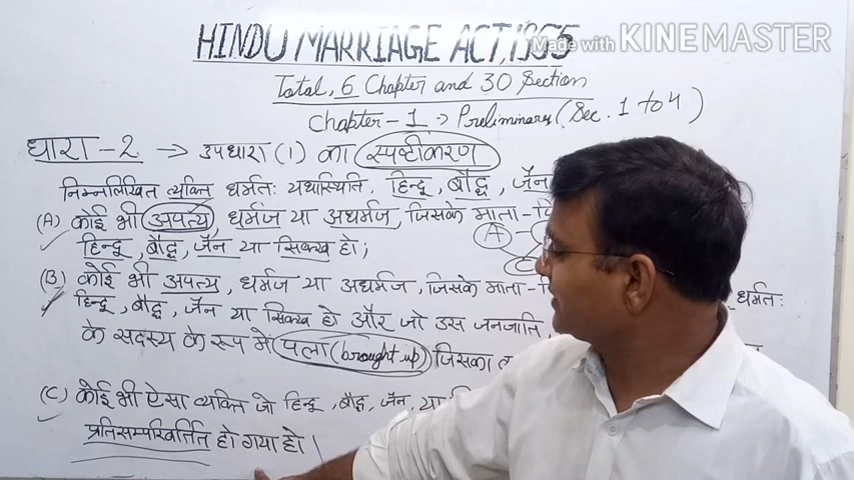 HINDU MARRIAGE ACT, 1955
Made with KINEMASTER
Total, 6 Chapter and 30 Section
Chapter-1 → Preliminary (Sec. 1 to 4)
धारा-2 → उपधारा (1) का स्पष्टीकरण
निम्नलिखित व्यक्ति धर्मतः यथास्थिति, हिन्दू, बौद्ध, जैन
(A) कोई भी अपत्य, धर्मज या अधर्मज, जिसके माता-
A
हिन्दू, बौद्ध, जैन या सिक्ख हो;
C
(B) कोई भी अपत्य, धर्मज या अधर्मज, जिसके माता- धर्मतः
हिन्दू, बौद्ध, जैन या सिक्ख हो और जो उस जनजाति,
के सदस्य के रूप में पला (brought up) जिसका
(C) कोई भी ऐसा व्यक्ति जो हिन्दू, बौद्ध, जैन, या
प्रतिसम्परिवर्तित हो गया हो।